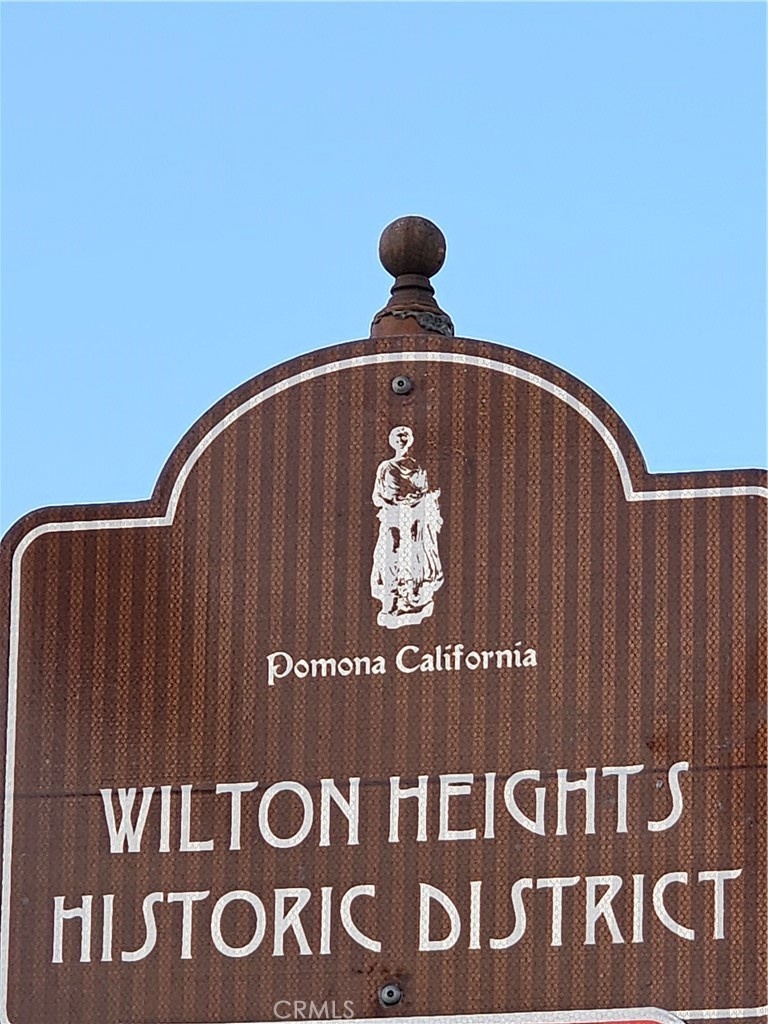 Pomona California
WILTON HEIGHTS
HISTORIC DISTRICT
CRMLS